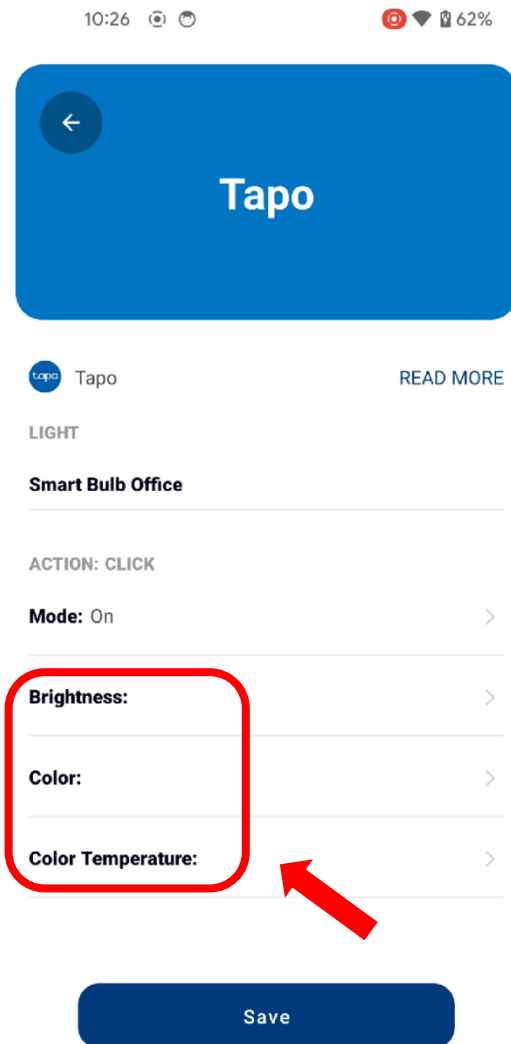 10:26 62%
Tapo
tapo Tapo READ MORE
LIGHT
Smart Bulb Office
ACTION: CLICK
Mode: On
Brightness:
Color:
Color Temperature:
Save